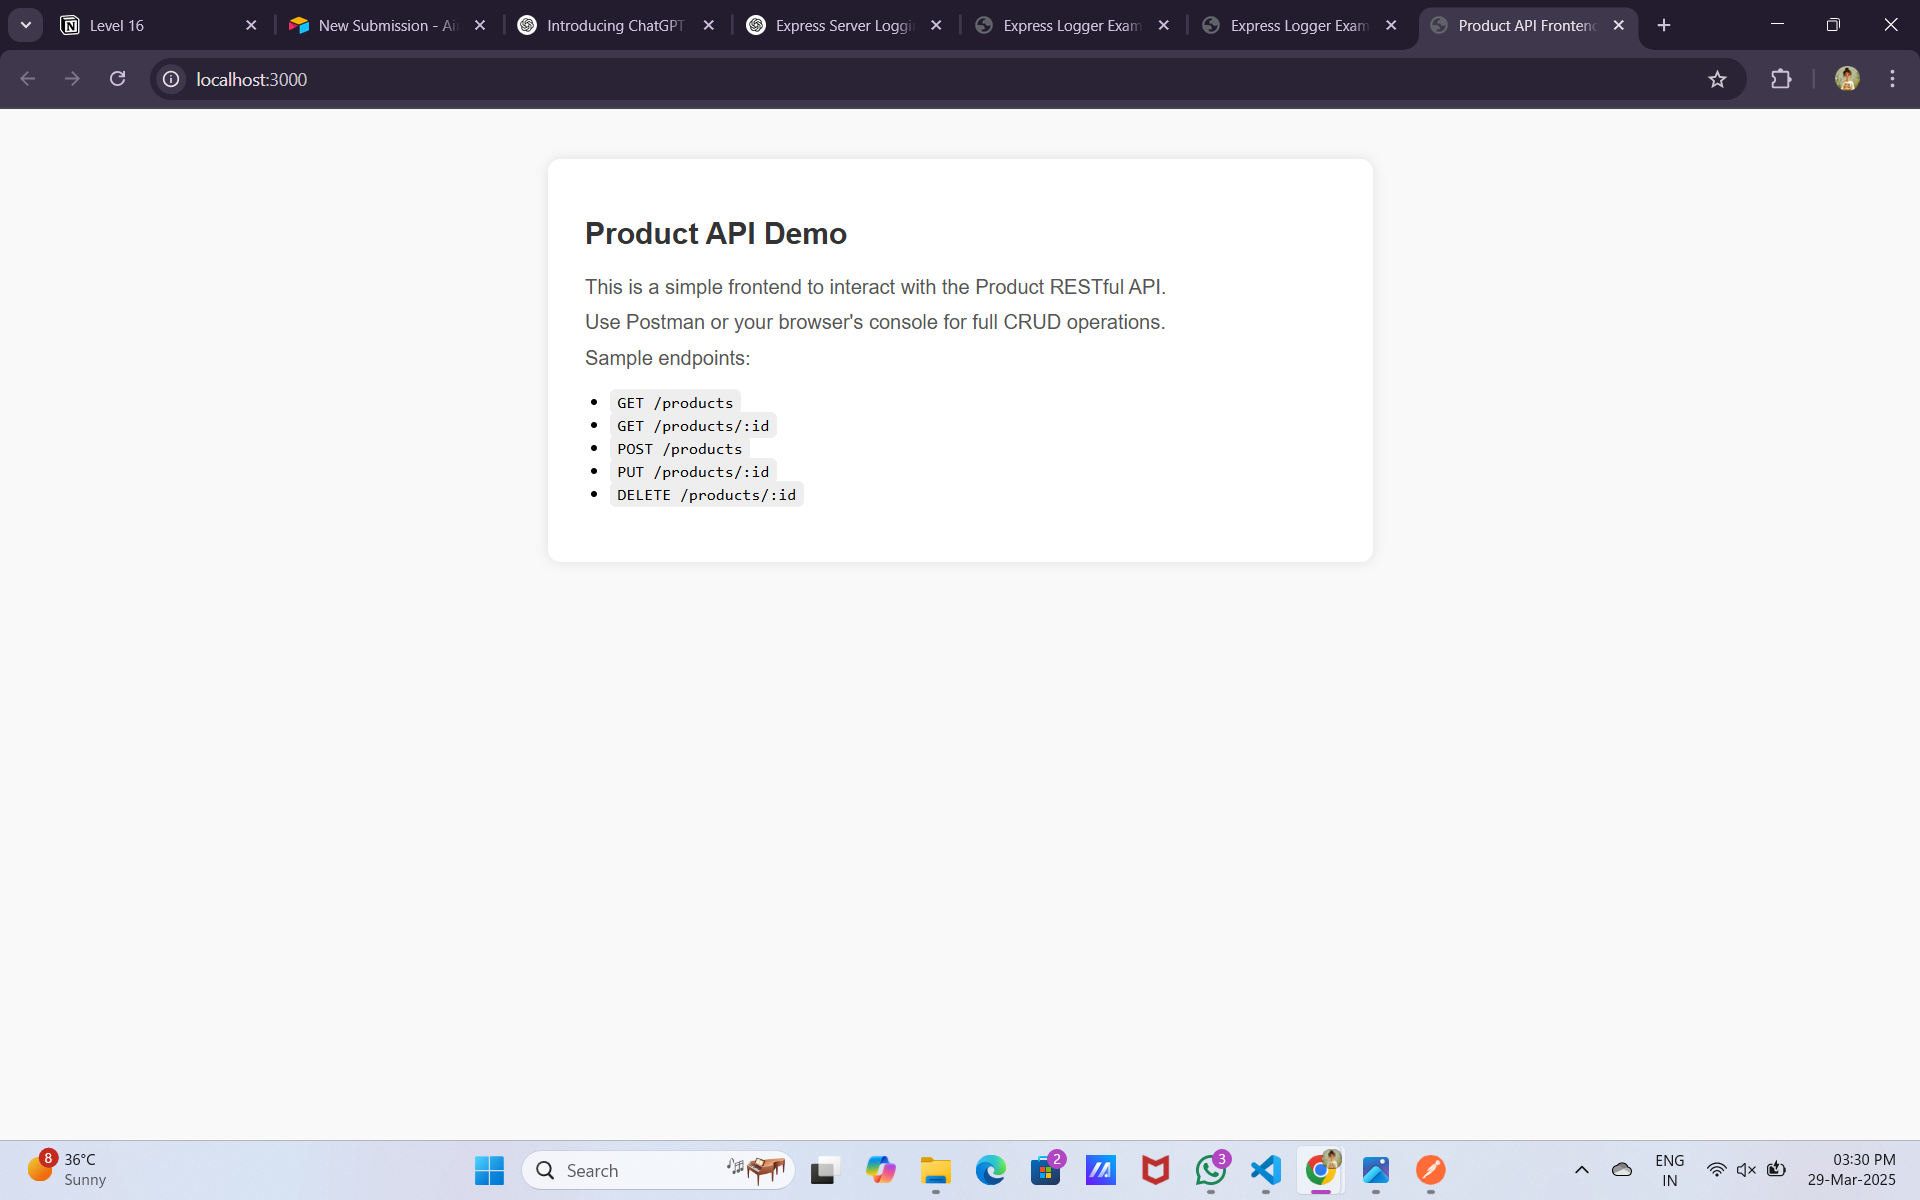 Level 16
New Submission - Ai
Introducing ChatGPT
Express Server Loggi
Express Logger Exam
Express Logger Exam
Product API Frontend
localhost:3000
Product API Demo
This is a simple frontend to interact with the Product RESTful API.
Use Postman or your browser's console for full CRUD operations.
Sample endpoints:
GET /products
GET /products/:id
POST /products
PUT /products/:id
DELETE /products/:id
8
36°C
Sunny
Search
2
3
ENG
IN
03:30 PM
29-Mar-2025